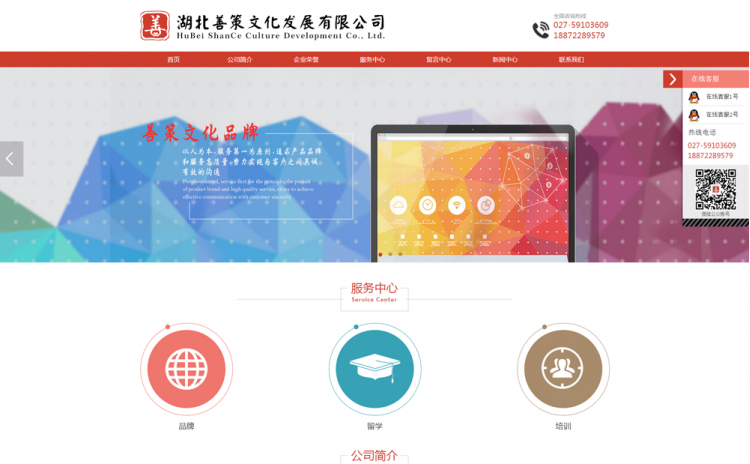 善
湖北善策文化发展有限公司
HuBei ShanCe Culture Development Co., Ltd.
全国咨询热线
027-59103609
18872289579
首页
公司简介
企业荣誉
服务中心
留言中心
新闻中心
联系我们
善策文化品牌
以人为本,服务第一为原则,追求产品品牌
和服务高质量,努力实现与客户之间真诚
有效的沟通
People-oriented, service first for the principle, the pursuit
of product brand and high quality service, strive to achieve
effective communication with customer sincerity
在线客服
在线客服1号
在线客服2号
热线电话
027-59103609
18872289579
微信公众账号
服务中心
Service Center
品牌
留学
培训
公司简介